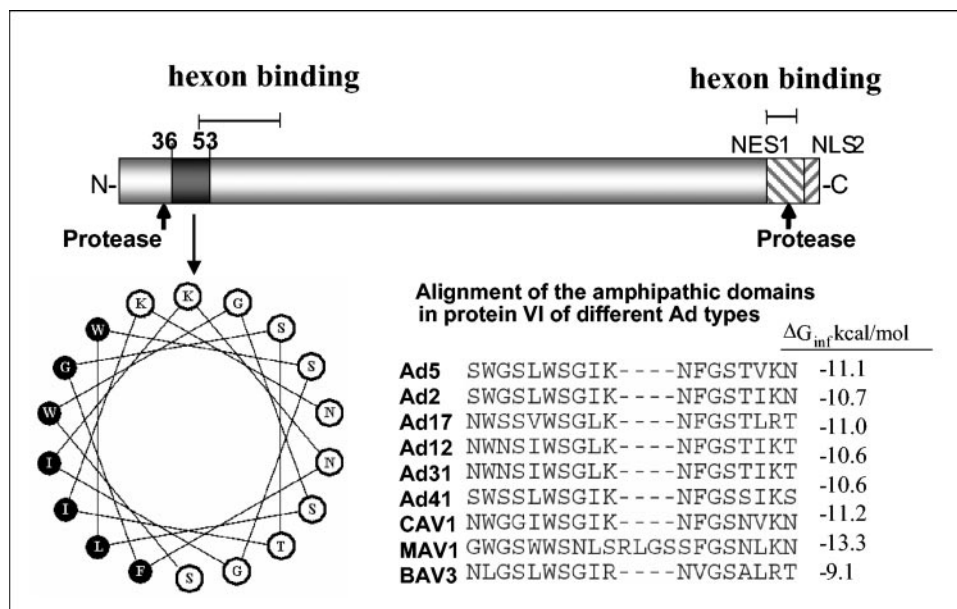 hexon binding hexon binding
36 53 NES1 NLS2
N- -C
Protease Protease
K K G S S N N S T G S F L I I W G W
Alignment of the amphipathic domains
in protein VI of different Ad types
ΔG inf kcal/mol
Ad5 SWGSLWSGIK----NFGSTVKN -11.1
Ad2 SWGSLWSGIK----NFGSTIKN -10.7
Ad17 NWSSVWSGLK----NFGSTLRT -11.0
Ad12 NWNSIWSGLK----NFGSTIKT -10.6
Ad31 NWNSIWSGLK----NFGSTIKT -10.6
Ad41 SWSSLWSGIK----NFGSSIKS -11.2
CAV1 NWGGIWSGIK----NFGSNVKN -13.3
MAV1 GWGSWWSNLSRLGSSFGSNLKN -9.1
BAV3 NLGSLWSGIR----NVGSALRT